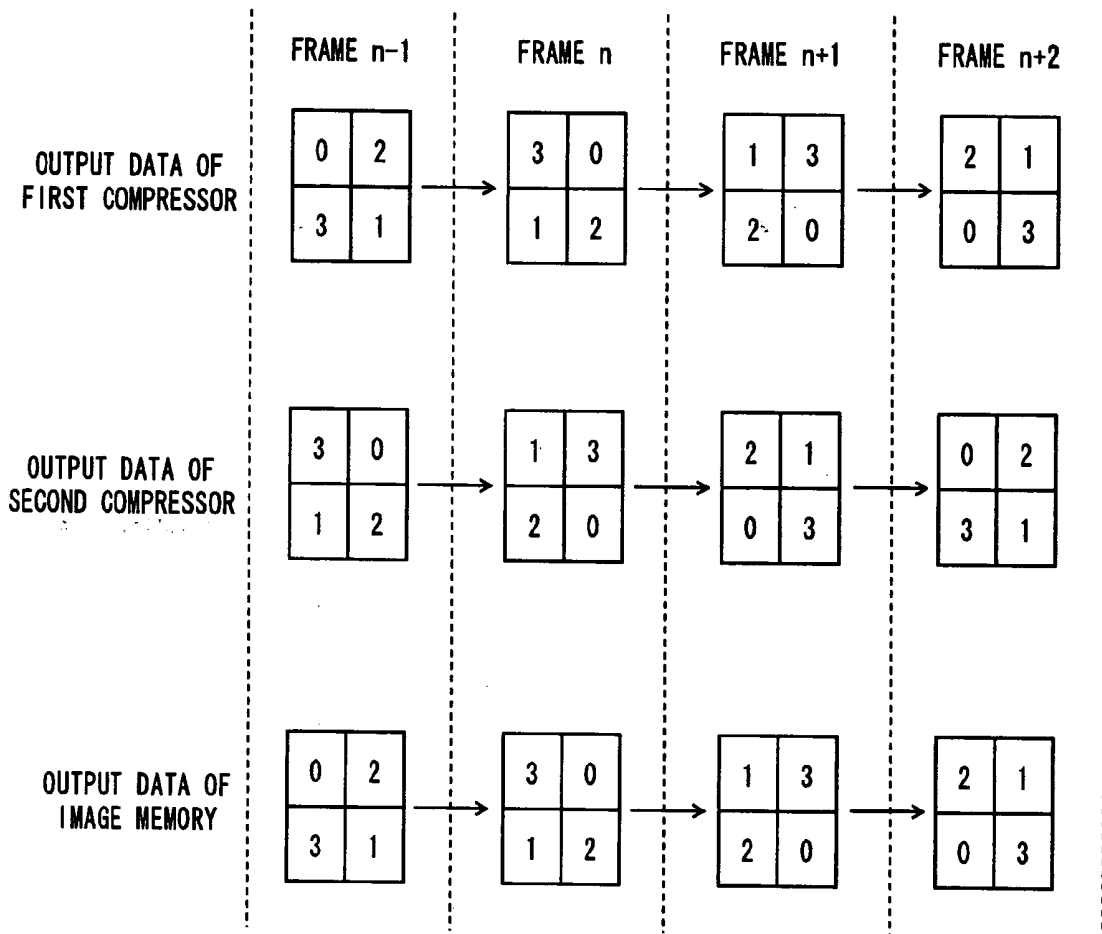 FRAME n-1 FRAME n FRAME n+1 FRAME n+2
OUTPUT DATA OF
FIRST COMPRESSOR
0 2 3 0 1 3 2 1
3 1 1 2 2 0 0 3
OUTPUT DATA OF
SECOND COMPRESSOR
3 0 1 3 2 1 0 2
1 2 2 0 0 3 3 1
OUTPUT DATA OF
IMAGE MEMORY
0 2 3 0 1 3 2 1
3 1 1 2 2 0 0 3